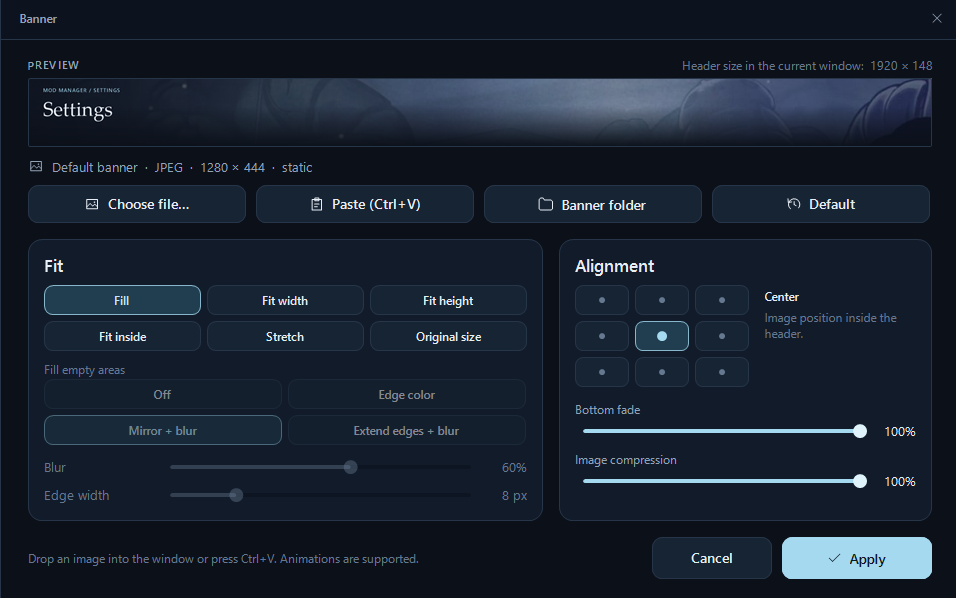 Banner
PREVIEW
Header size in the current window: 1920 × 148
MOD MANAGER / SETTINGS
Settings
Default banner · JPEG · 1280 × 444 · static
Choose file...
Paste (Ctrl+V)
Banner folder
Default
Fit
Fill
Fit width
Fit height
Fit inside
Stretch
Original size
Fill empty areas
Off
Edge color
Mirror + blur
Extend edges + blur
Blur 60%
Edge width 8 px
Alignment
Center
Image position inside the
header.
Bottom fade
100%
Image compression
100%
Drop an image into the window or press Ctrl+V. Animations are supported.
Cancel
Apply